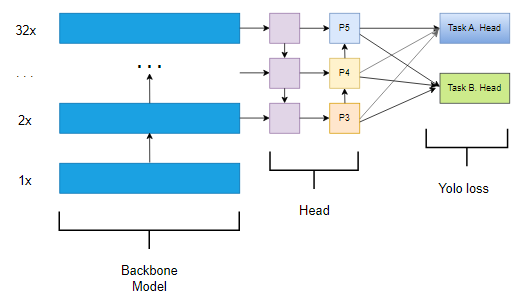 32x
P5
Task A. Head
. . .
. . .
P4
Task B. Head
2x
P3
1x
Yolo loss
Head
Backbone
Model